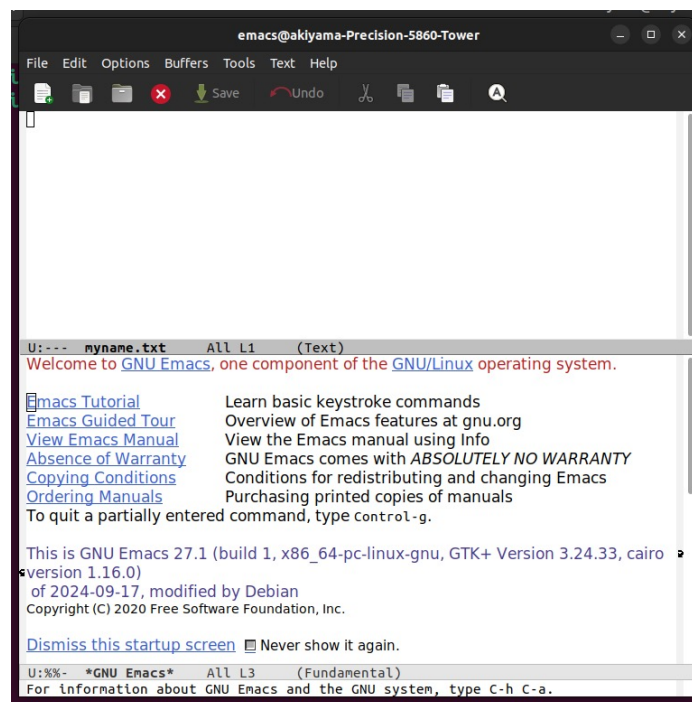 emacs@akiyama-Precision-5860-Tower
File Edit Options Buffers Tools Text Help
Save Undo
U:--- myname.txt All L1 (Text)
Welcome to GNU Emacs, one component of the GNU/Linux operating system.
Emacs Tutorial Learn basic keystroke commands
Emacs Guided Tour Overview of Emacs features at gnu.org
View Emacs Manual View the Emacs manual using Info
Absence of Warranty GNU Emacs comes with ABSOLUTELY NO WARRANTY
Copying Conditions Conditions for redistributing and changing Emacs
Ordering Manuals Purchasing printed copies of manuals
To quit a partially entered command, type Control-g.
This is GNU Emacs 27.1 (build 1, x86_64-pc-linux-gnu, GTK+ Version 3.24.33, cairo
version 1.16.0)
of 2024-09-17, modified by Debian
Copyright (C) 2020 Free Software Foundation, Inc.
Dismiss this startup screen Never show it again.
U:%%- *GNU Emacs* All L3 (Fundamental)
For information about GNU Emacs and the GNU system, type C-h C-a.